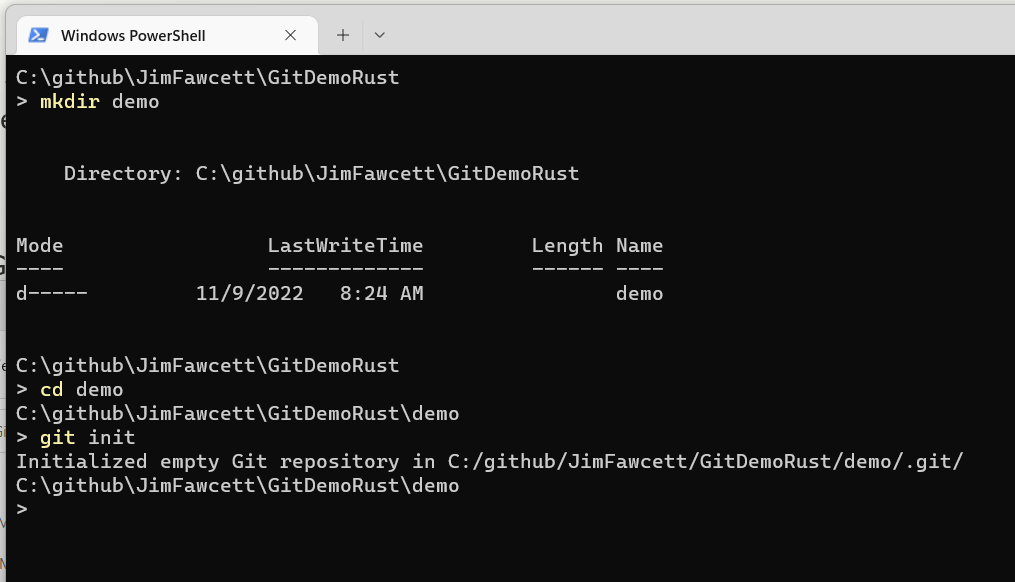 Windows PowerShell
C:\github\JimFawcett\GitDemoRust
> mkdir demo
Directory: C:\github\JimFawcett\GitDemoRust
Mode                 LastWriteTime         Length Name
----                 -------------         ------ ----
d-----         11/9/2022   8:24 AM                demo
C:\github\JimFawcett\GitDemoRust
> cd demo
C:\github\JimFawcett\GitDemoRust\demo
> git init
Initialized empty Git repository in C:/github/JimFawcett/GitDemoRust/demo/.git/
C:\github\JimFawcett\GitDemoRust\demo
>